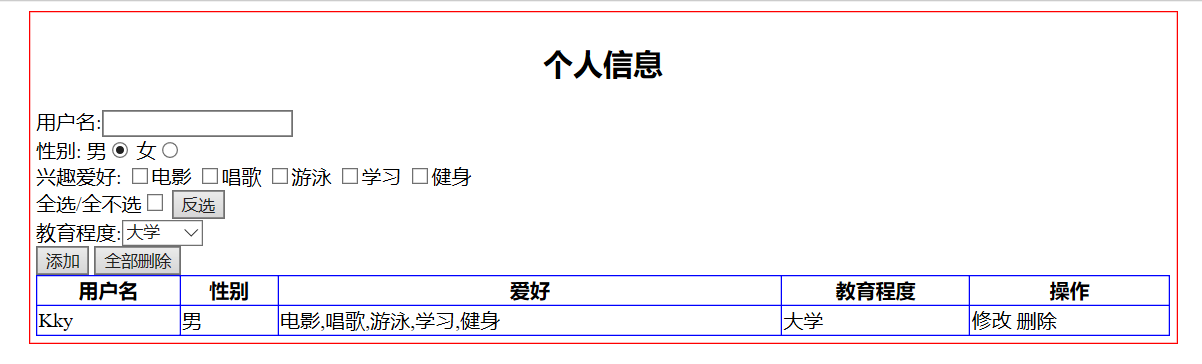 个人信息
用户名:
性别: 男 女
兴趣爱好: 电影 唱歌 游泳 学习 健身
全选/全不选 反选
教育程度:大学
添加 全部删除
用户名 性别 爱好 教育程度 操作
Kky 男 电影,唱歌,游泳,学习,健身 大学 修改 删除